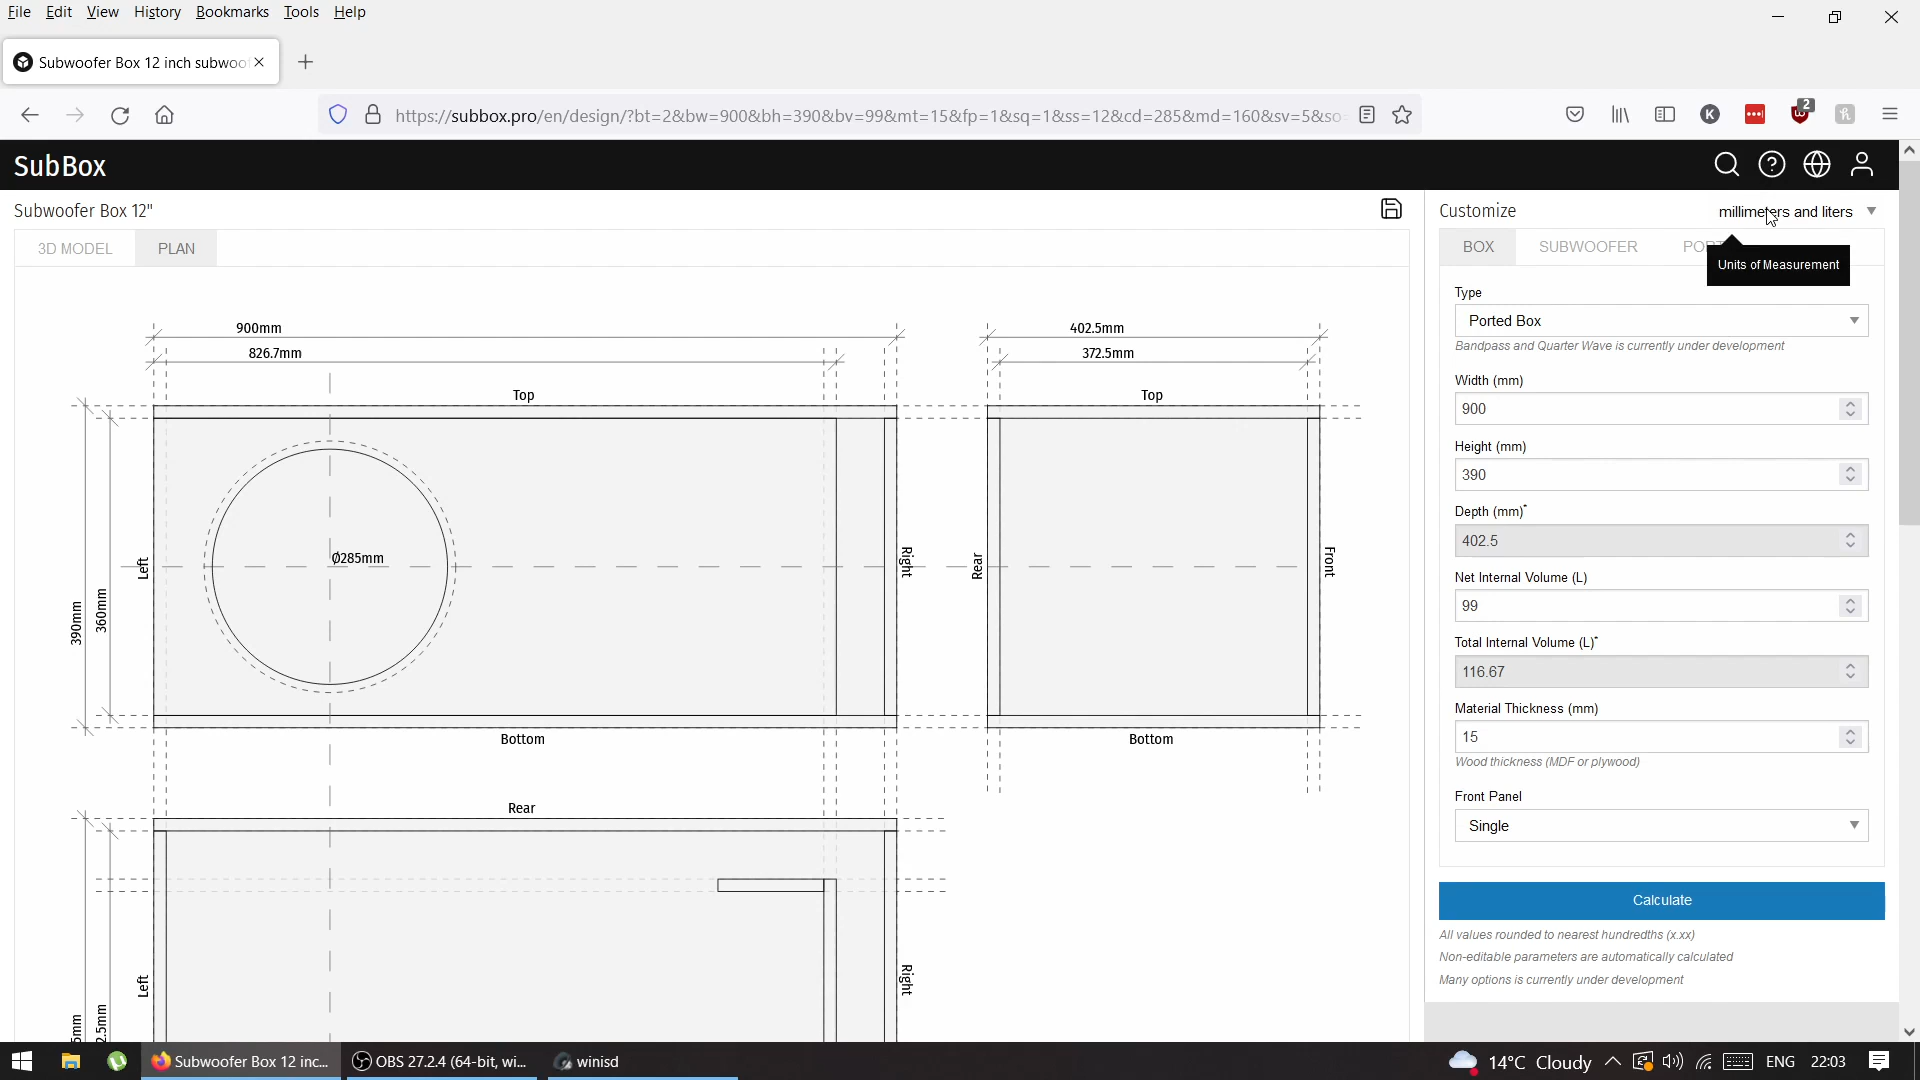 File Edit View History Bookmarks Tools Help
Subwoofer Box 12 inch subwoof
https://subbox.pro/en/design/?bt=2&bw=900&bh=390&bv=99&mt=15&fp=1&sq=1&ss=12&cd=285&md=160&sv=5&so
K
2
SubBox
Subwoofer Box 12"
3D MODEL PLAN
900mm
826.7mm
402.5mm
372.5mm
Top
Top
Left
Ø285mm
Right
Rear
Front
390mm
360mm
Bottom
Bottom
Rear
Left
Right
5mm
2.5mm
Customize
millimeters and liters
BOX SUBWOOFER PORT
Units of Measurement
Type
Ported Box
Bandpass and Quarter Wave is currently under development
Width (mm)
900
Height (mm)
390
Depth (mm)*
402.5
Net Internal Volume (L)
99
Total Internal Volume (L)*
116.67
Material Thickness (mm)
15
Wood thickness (MDF or plywood)
Front Panel
Single
Calculate
All values rounded to nearest hundredths (x.xx)
Non-editable parameters are automatically calculated
Many options is currently under development
Subwoofer Box 12 inc... OBS 27.2.4 (64-bit, wi... winisd 14°C Cloudy ENG 22:03